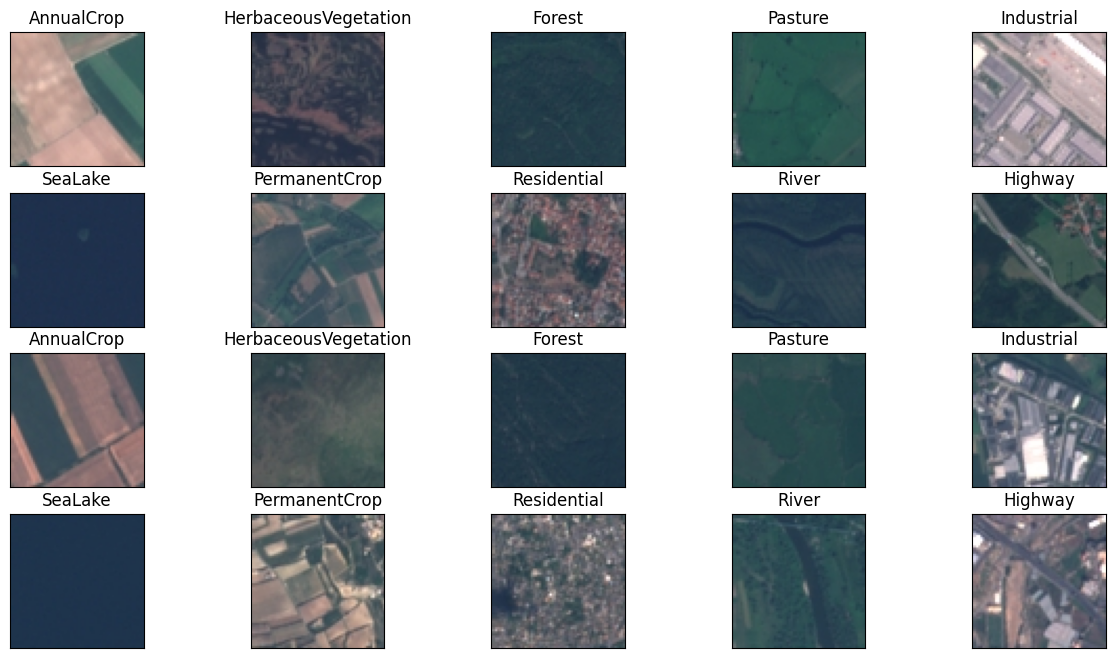 AnnualCrop HerbaceousVegetation Forest Pasture Industrial
SeaLake PermanentCrop Residential River Highway
AnnualCrop HerbaceousVegetation Forest Pasture Industrial
SeaLake PermanentCrop Residential River Highway